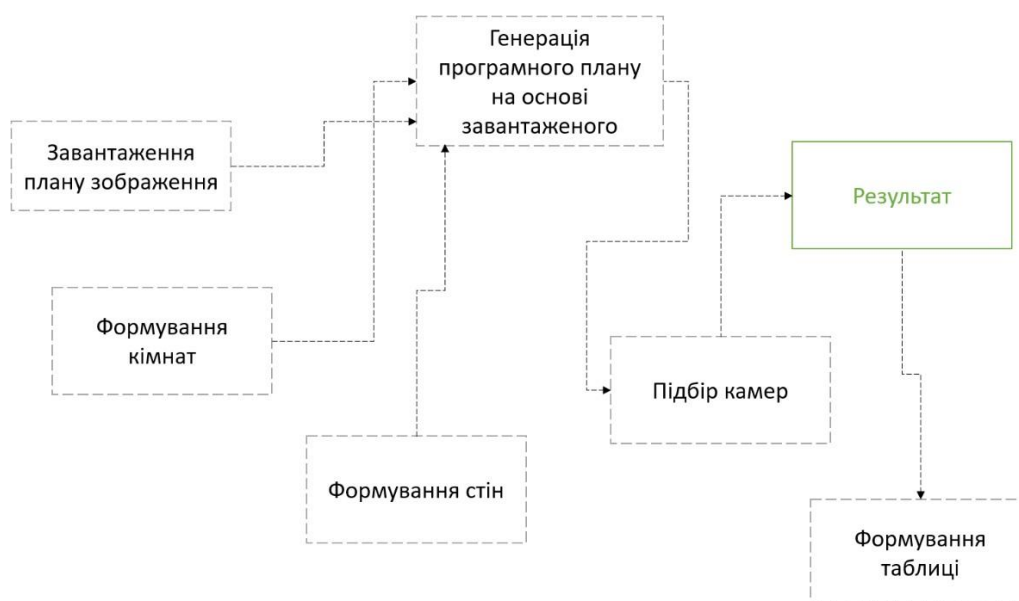 Генерація
програмного плану
на основі
завантаженого
Завантаження
плану зображення
Результат
Формування
кімнат
Підбір камер
Формування стін
Формування
таблиці